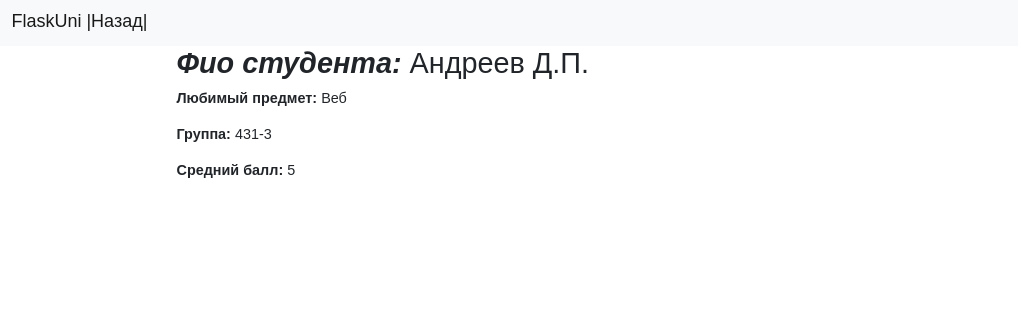 FlaskUni |Назад|
Фио студента: Андреев Д.П.
Любимый предмет: Веб
Группа: 431-3
Средний балл: 5